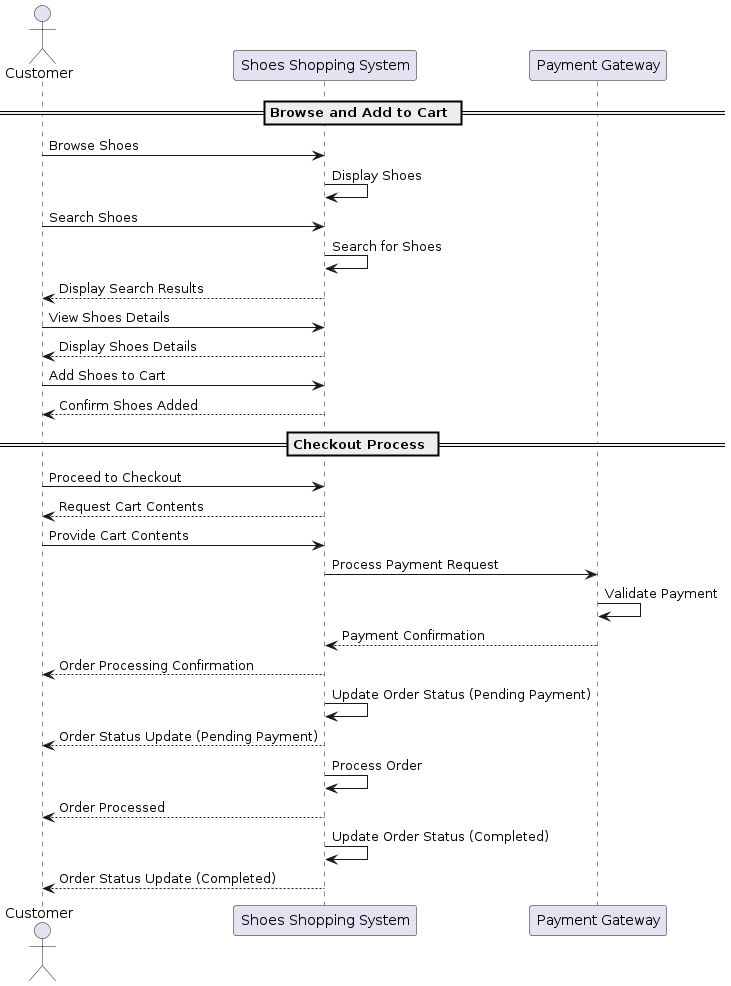 Customer
Shoes Shopping System
Payment Gateway
Browse and Add to Cart
Browse Shoes
Display Shoes
Search Shoes
Search for Shoes
Display Search Results
View Shoes Details
Display Shoes Details
Add Shoes to Cart
Confirm Shoes Added
Checkout Process
Proceed to Checkout
Request Cart Contents
Provide Cart Contents
Process Payment Request
Validate Payment
Payment Confirmation
Order Processing Confirmation
Update Order Status (Pending Payment)
Order Status Update (Pending Payment)
Process Order
Order Processed
Update Order Status (Completed)
Order Status Update (Completed)
Customer
Shoes Shopping System
Payment Gateway